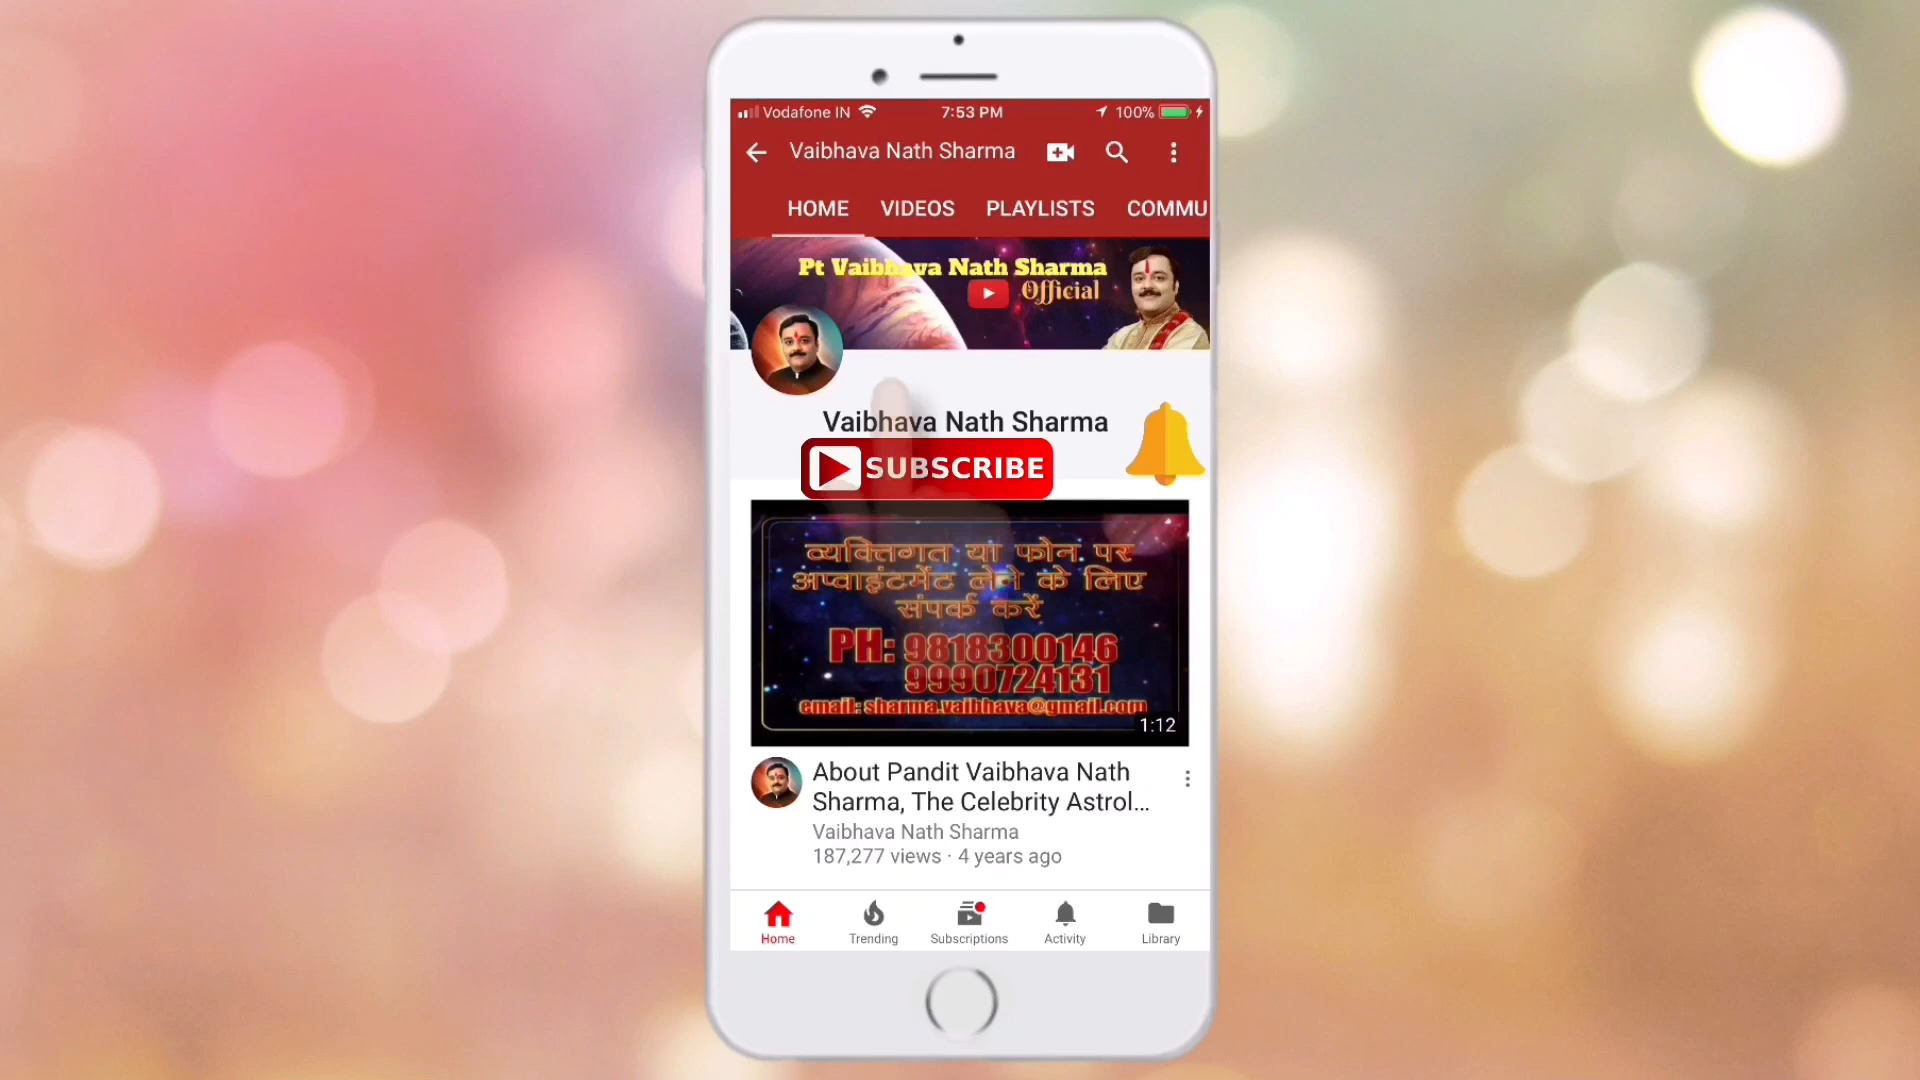 Vodafone IN 7:53 PM 100%
Vaibhava Nath Sharma
HOME VIDEOS PLAYLISTS COMMU
Pt Vaibhava Nath Sharma
Official
Vaibhava Nath Sharma
SUBSCRIBE
व्यक्तिगत या फोन पर
अप्वाइंटमेंट लेने के लिए
संपर्क करें
PH: 9818300146
9990724131
email: sharma.vaibhava@gmail.com
1:12
About Pandit Vaibhava Nath
Sharma, The Celebrity Astrol...
Vaibhava Nath Sharma
187,277 views · 4 years ago
Home Trending Subscriptions Activity Library